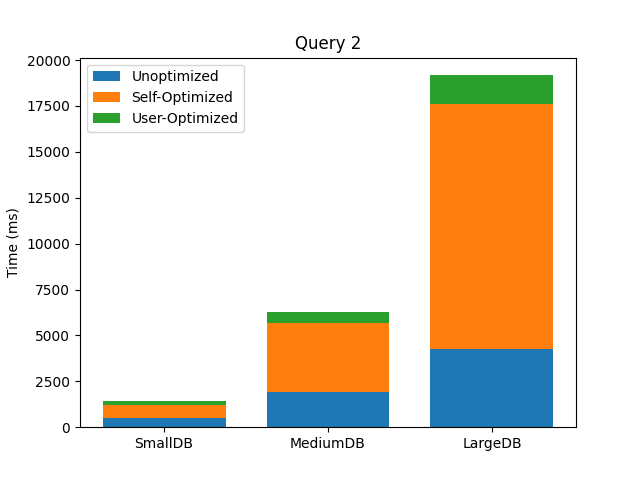 Query 2
Unoptimized
Self-Optimized
User-Optimized
Time (ms)
20000
17500
15000
12500
10000
7500
5000
2500
0
SmallDB
MediumDB
LargeDB